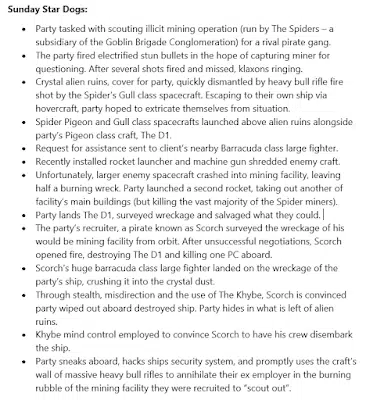 Sunday Star Dogs:
• Party tasked with scouting illicit mining operation (run by The Spiders – a
subsidiary of the Goblin Brigade Conglomeration) for a rival pirate gang.
• The party fired electrified stun bullets in the hope of capturing miner for
questioning. After several shots fired and missed, klaxons ringing.
• Crystal alien ruins, cover for party, quickly dismantled by heavy bull rifle fire
shot by the Spider's Gull class spacecraft. Escaping to their own ship via
hovercraft, party hoped to extricate themselves from situation.
• Spider Pigeon and Gull class spacecrafts launched above alien ruins alongside
party's Pigeon class craft, The D1.
• Request for assistance sent to client's nearby Barracuda class large fighter.
• Recently installed rocket launcher and machine gun shredded enemy craft.
• Unfortunately, larger enemy spacecraft crashed into mining facility, leaving
half a burning wreck. Party launched a second rocket, taking out another of
facility's main buildings (but killing the vast majority of the Spider miners).
• Party lands The D1, surveyed wreckage and salvaged what they could.
• The party's recruiter, a pirate known as Scorch surveyed the wreckage of his
would be mining facility from orbit. After unsuccessful negotiations, Scorch
opened fire, destroying The D1 and killing one PC aboard.
• Scorch's huge barracuda class large fighter landed on the wreckage of the
party's ship, crushing it into the crystal dust.
• Through stealth, misdirection and the use of The Khybe, Scorch is convinced
party wiped out aboard destroyed ship. Party hides in what is left of alien
ruins.
• Khybe mind control employed to convince Scorch to have his crew disembark
the ship.
• Party sneaks aboard, hacks ships security system, and promptly uses the craft's
wall of massive heavy bull rifles to annihilate their ex employer in the burning
rubble of the mining facility they were recruited to "scout out".